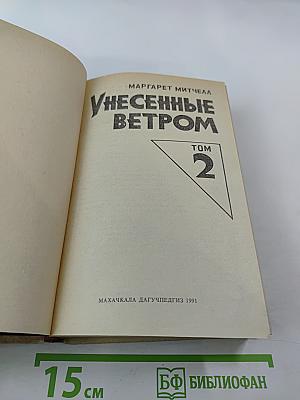 МАРГАРЕТ МИТЧЕЛЛ
УНЕСЕННЫЕ
ВЕТРОМ
ТОМ
2
МАХАЧКАЛА ДАГУЧПЕДГИЗ 1991
15 см
БФ БИБЛИОФАН